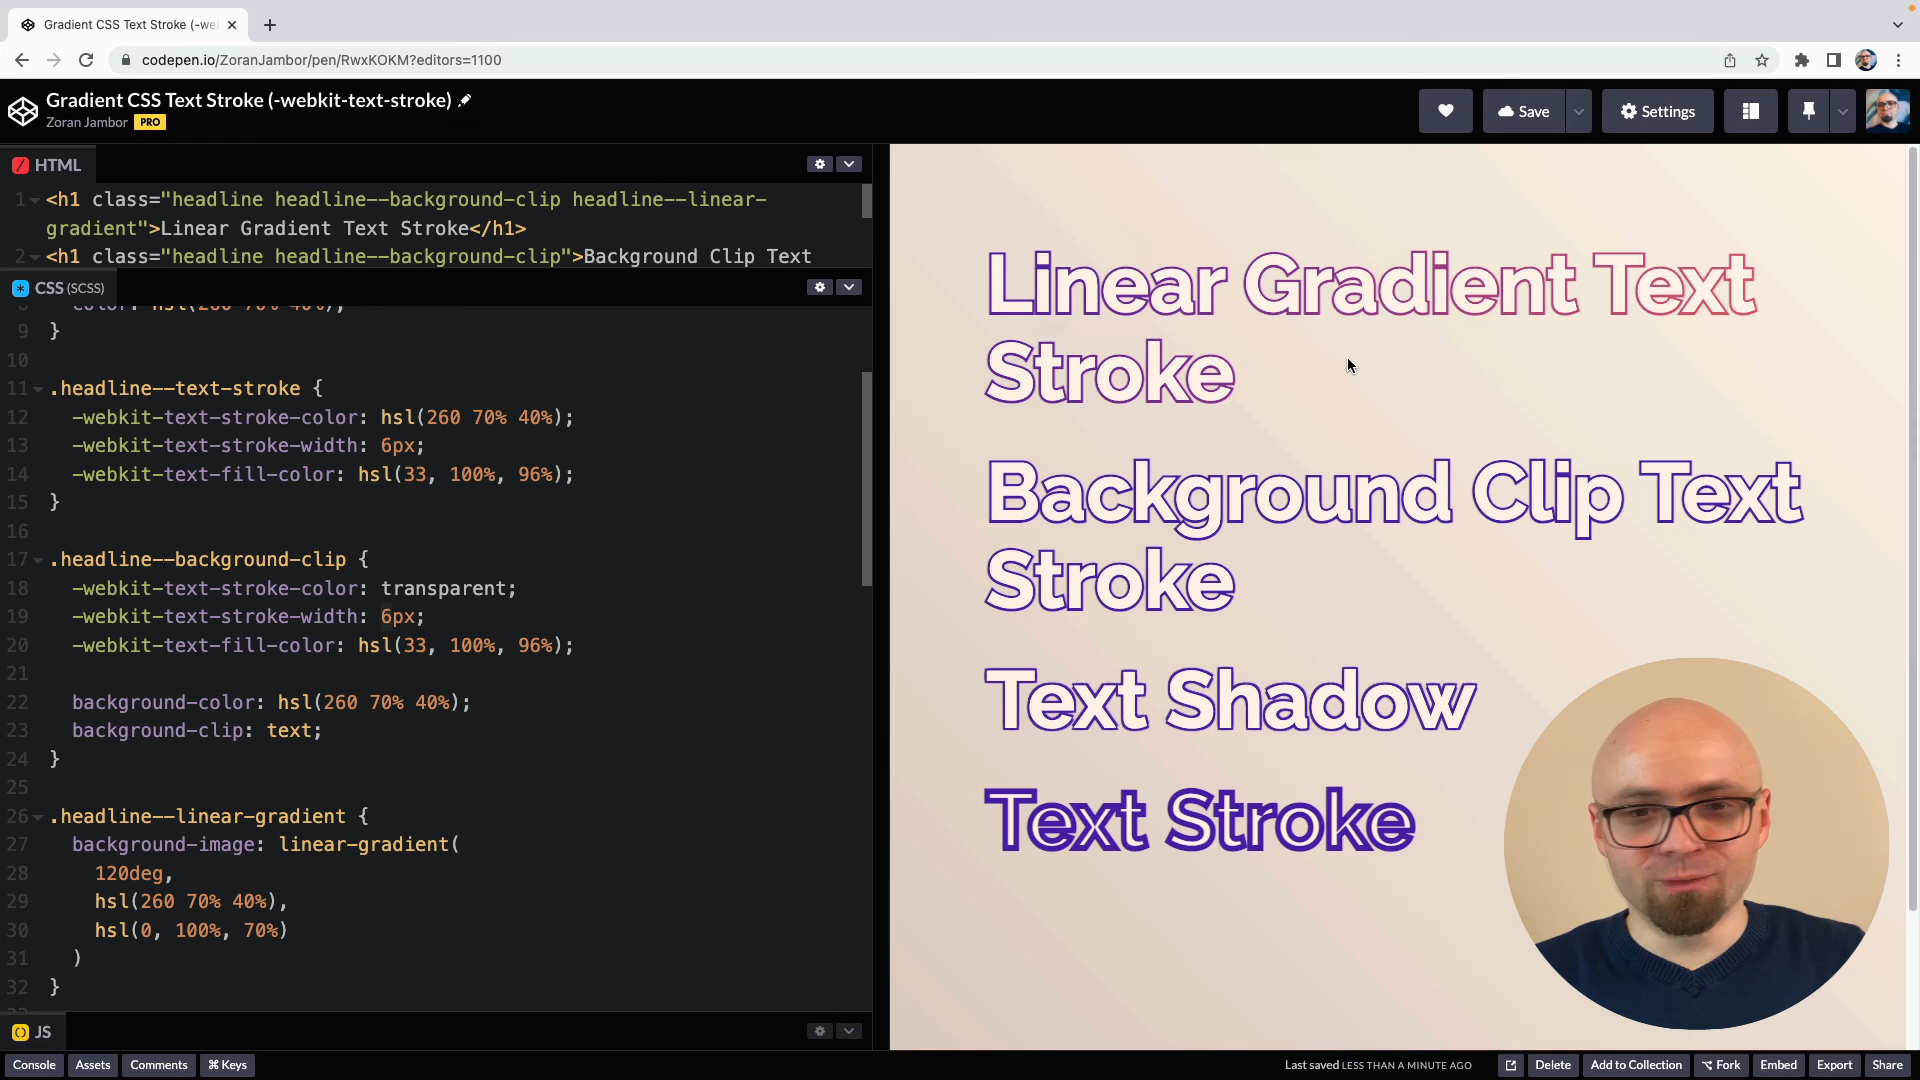 Gradient CSS Text Stroke (-we
codepen.io/ZoranJambor/pen/RwxKOKM?editors=1100
Gradient CSS Text Stroke (-webkit-text-stroke)
Zoran Jambor PRO
Save
Settings
HTML
1 <h1 class="headline headline--background-clip headline--linear-
gradient">Linear Gradient Text Stroke</h1>
2 <h1 class="headline headline--background-clip">Background Clip Text
CSS (SCSS)
8 color: hsl(260 70% 40%);
9 }
10
11 .headline--text-stroke {
12 -webkit-text-stroke-color: hsl(260 70% 40%);
13 -webkit-text-stroke-width: 6px;
14 -webkit-text-fill-color: hsl(33, 100%, 96%);
15 }
16
17 .headline--background-clip {
18 -webkit-text-stroke-color: transparent;
19 -webkit-text-stroke-width: 6px;
20 -webkit-text-fill-color: hsl(33, 100%, 96%);
21
22 background-color: hsl(260 70% 40%);
23 background-clip: text;
24 }
25
26 .headline--linear-gradient {
27 background-image: linear-gradient(
28 120deg,
29 hsl(260 70% 40%),
30 hsl(0, 100%, 70%)
31 )
32 }
JS
Linear Gradient Text
Stroke
Background Clip Text
Stroke
Text Shadow
Text Stroke
Console
Assets
Comments
⌘ Keys
Last saved LESS THAN A MINUTE AGO
Delete
Add to Collection
⌥ Fork
Embed
Export
Share